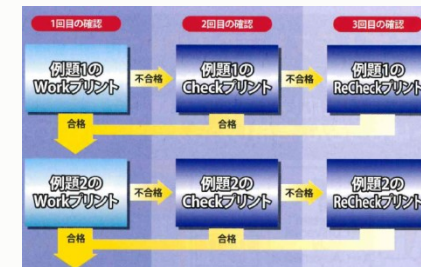 1回目の確認
2回目の確認
3回目の確認
例題1の
Workプリント
不合格
例題1の
Checkプリント
不合格
例題1の
ReCheckプリント
合格
合格
例題2の
Workプリント
不合格
例題2の
Checkプリント
不合格
例題2の
ReCheckプリント
合格
合格